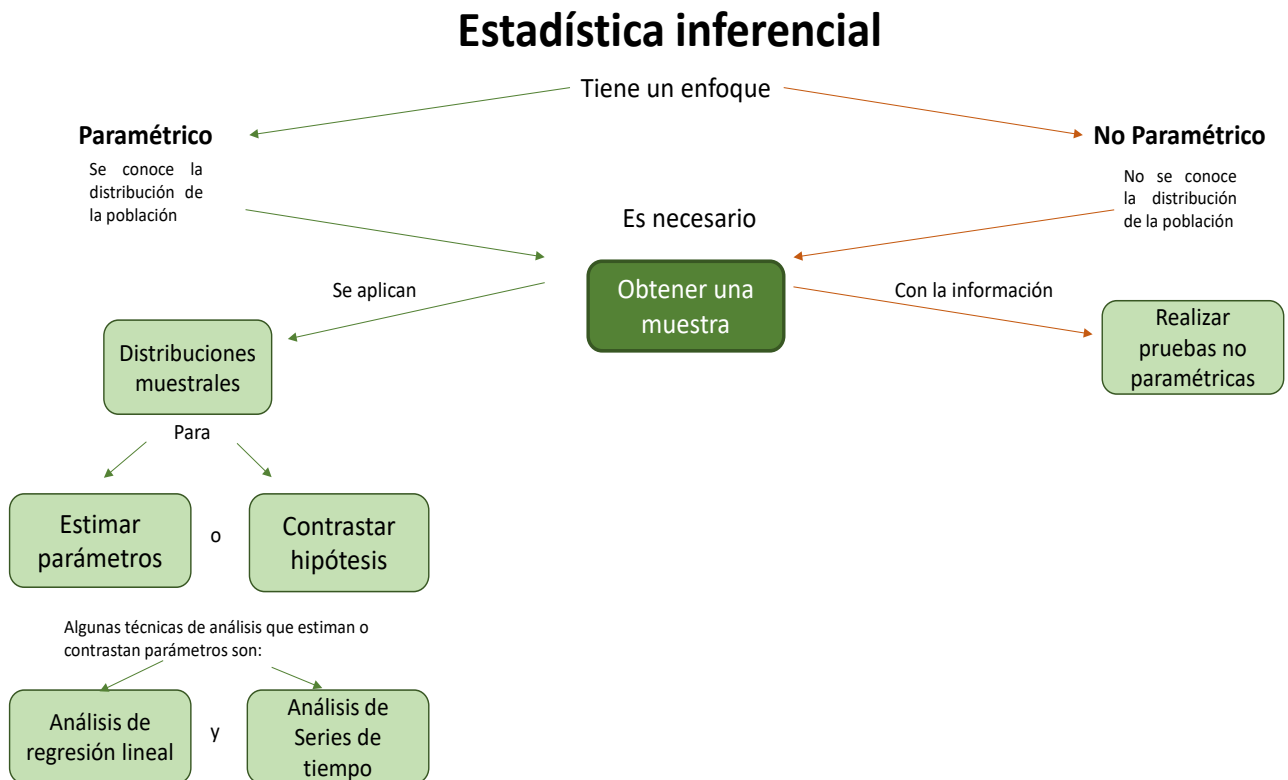 Estadística inferencial
Tiene un enfoque
Paramétrico
Se conoce la
distribución de
la población
No Paramétrico
No se conoce
la distribución
de la población
Es necesario
Obtener una
muestra
Se aplican
Con la información
Distribuciones
muestrales
Realizar
pruebas no
paramétricas
Para
Estimar
parámetros
o
Contrastar
hipótesis
Algunas técnicas de análisis que estiman o
contrastan parámetros son:
Análisis de
regresión lineal
y
Análisis de
Series de
tiempo